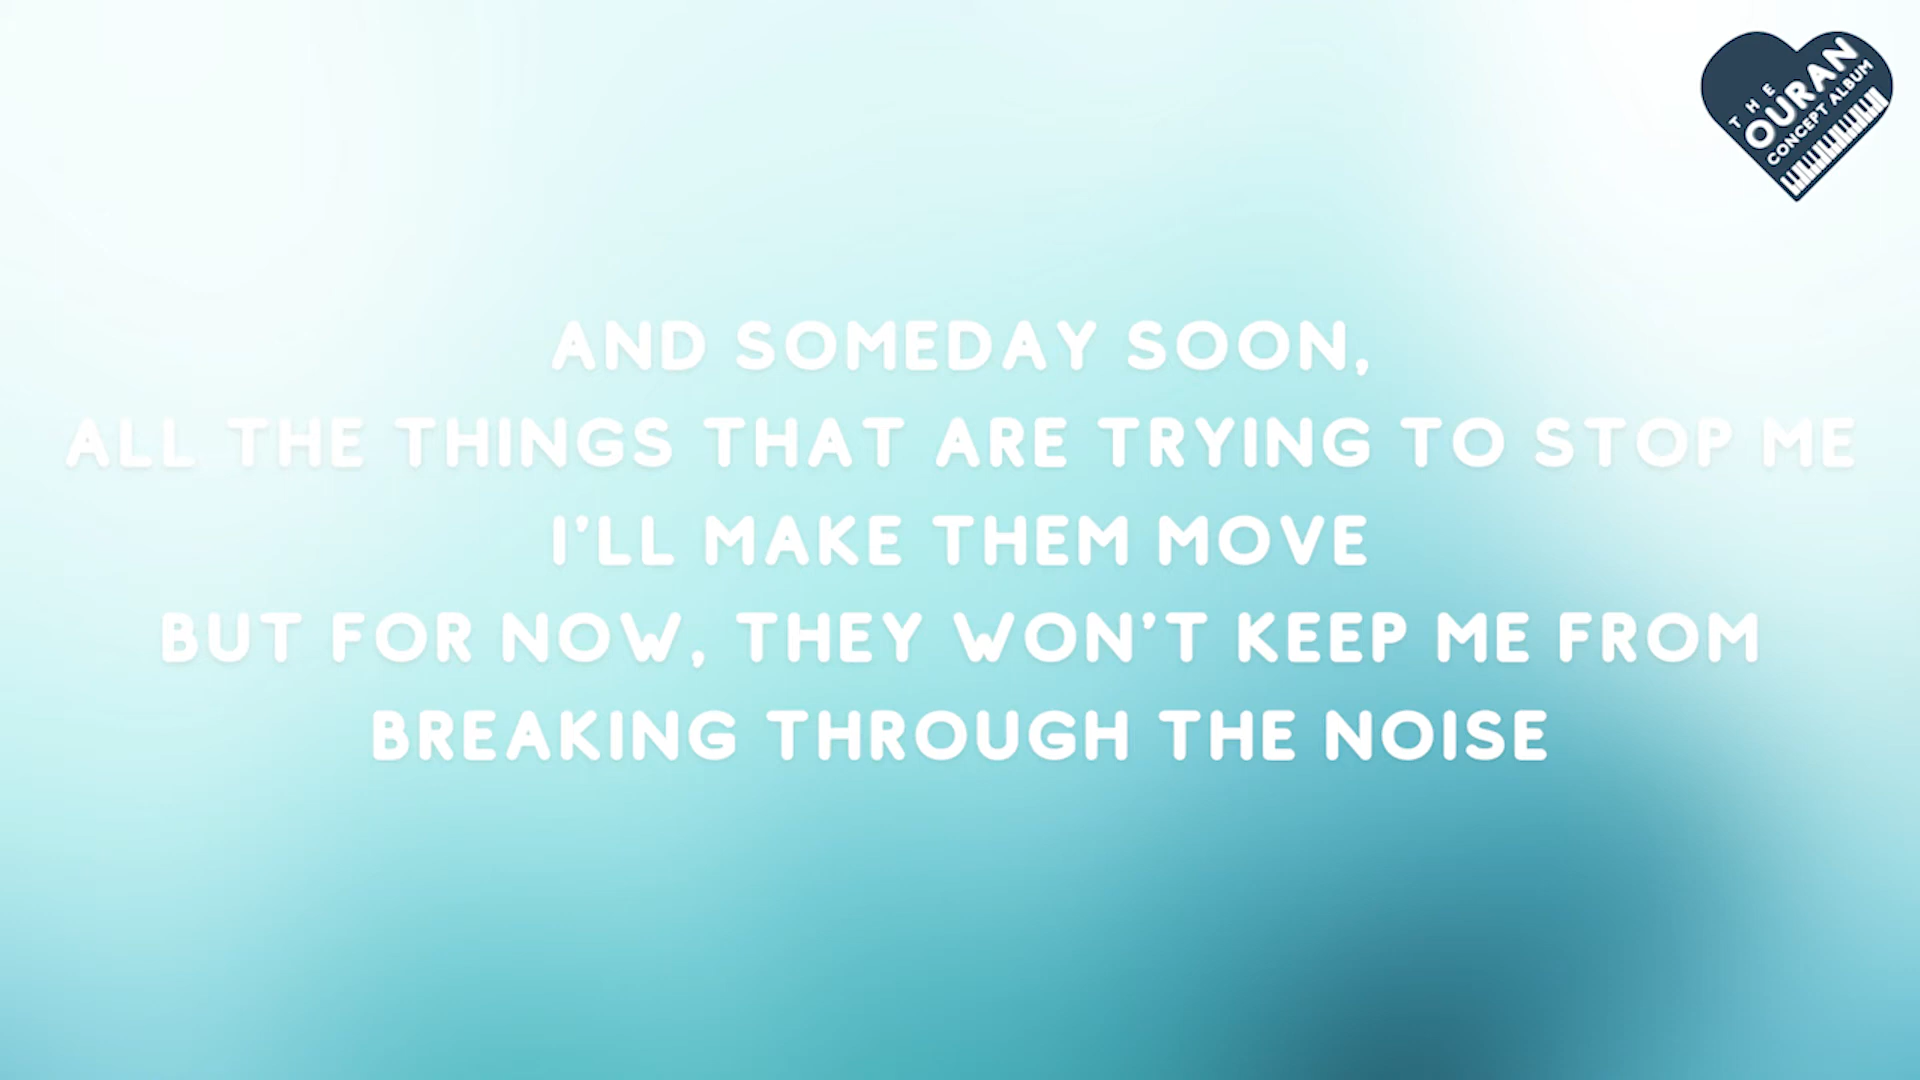 THE
OURAN
CONCEPT ALBUM
AND SOMEDAY SOON,
ALL THE THINGS THAT ARE TRYING TO STOP ME
I'LL MAKE THEM MOVE
BUT FOR NOW, THEY WON'T KEEP ME FROM
BREAKING THROUGH THE NOISE